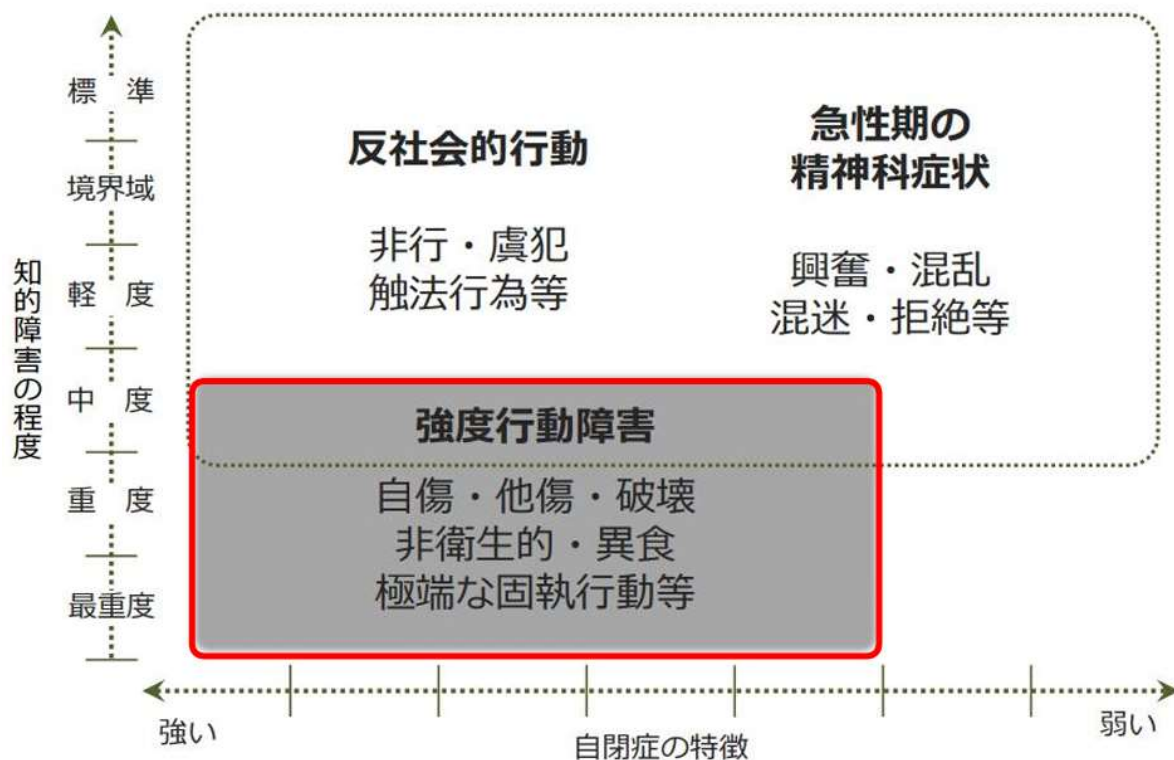 標　準
境界域
軽　度
中　度
重　度
最重度
知的障害の程度
反社会的行動
非行・虞犯
触法行為等
急性期の
精神科症状
興奮・混乱
混迷・拒絶等
強度行動障害
自傷・他傷・破壊
非衛生的・異食
極端な固執行動等
強い
自閉症の特徴
弱い